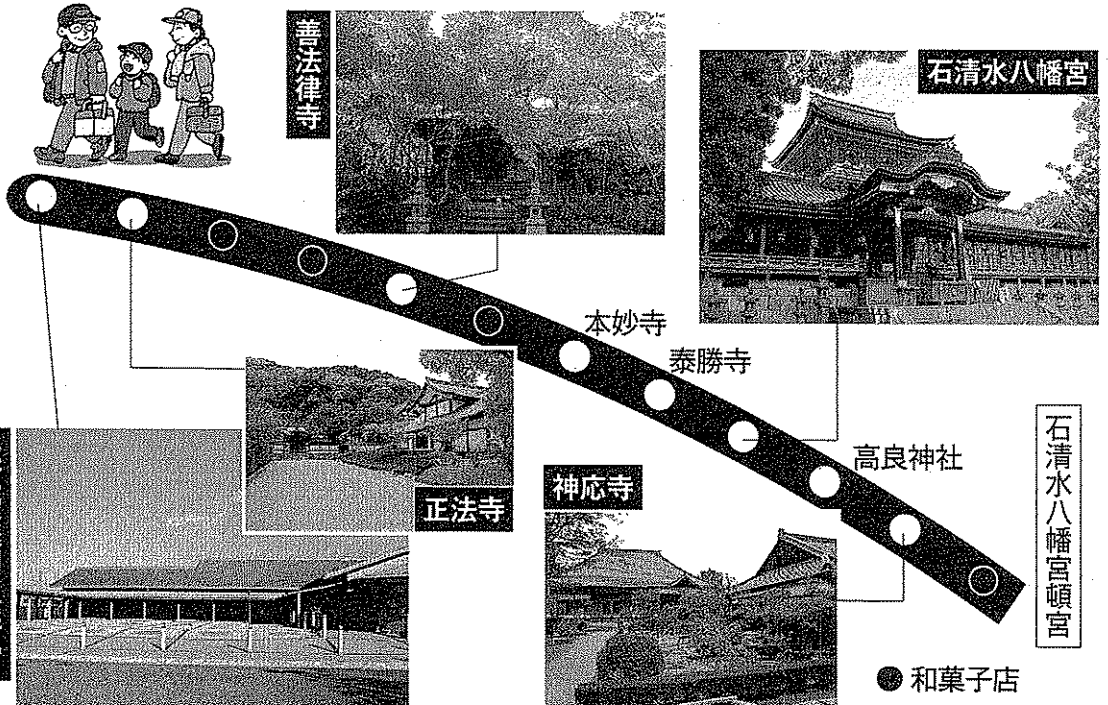 善法律寺
石清水八幡宮
本妙寺
泰勝寺
高良神社
正法寺
神応寺
石清水八幡宮頓宮
●和菓子店